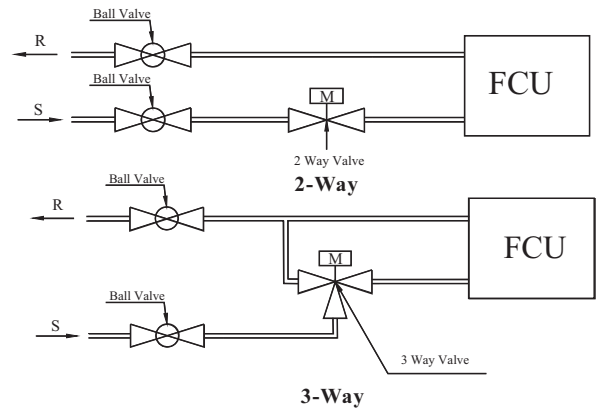 Ball Valve
R
FCU
Ball Valve
S
M
2 Way Valve
2-Way
Ball Valve
R
FCU
M
Ball Valve
S
3 Way Valve
3-Way